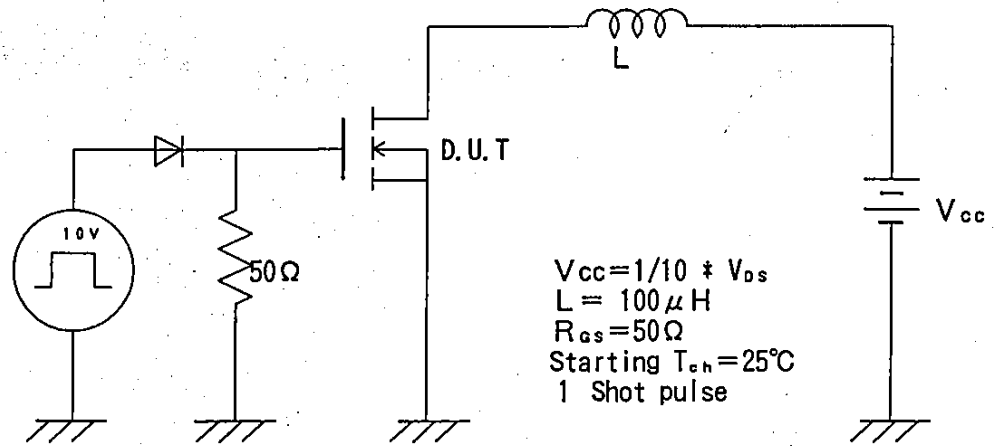 L
D.U.T
10V
50Ω
Vcc
Vcc=1/10 * VDS
L= 100μH
RGS=50Ω
Starting Tch=25℃
1 Shot pulse